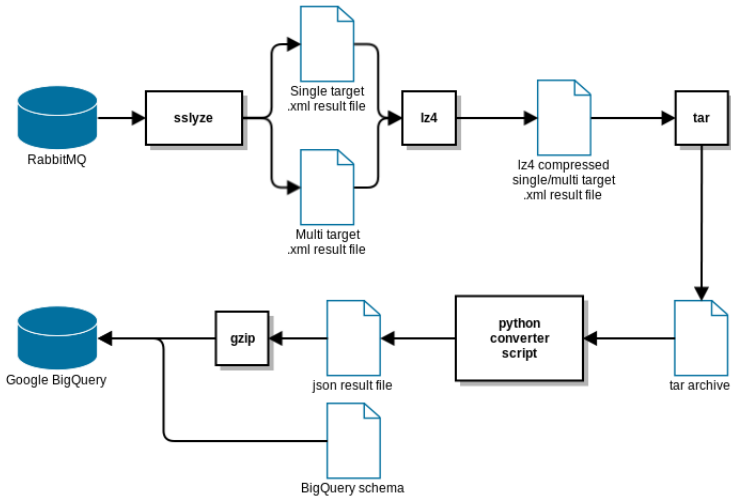 Single target
.xml result file
sslyze
lz4
tar
RabbitMQ
lz4 compressed
single/multi target
.xml result file
Multi target
.xml result file
python
converter
script
gzip
Google BigQuery
json result file
tar archive
BigQuery schema